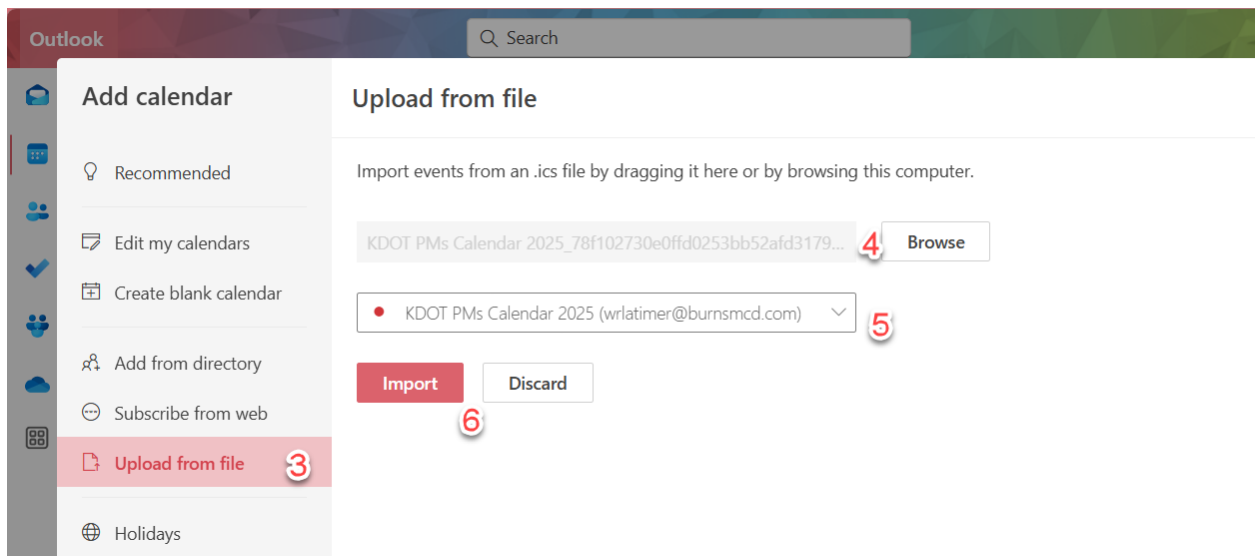 Outlook
Search
Add calendar
Recommended
Edit my calendars
Create blank calendar
Add from directory
Subscribe from web
Upload from file 3
Holidays
Upload from file
Import events from an .ics file by dragging it here or by browsing this computer.
KDOT PMs Calendar 2025_78f102730e0ffd0253bb52afd3179... 4 Browse
KDOT PMs Calendar 2025 (wrlatimer@burnsmcd.com) 5
Import Discard
6